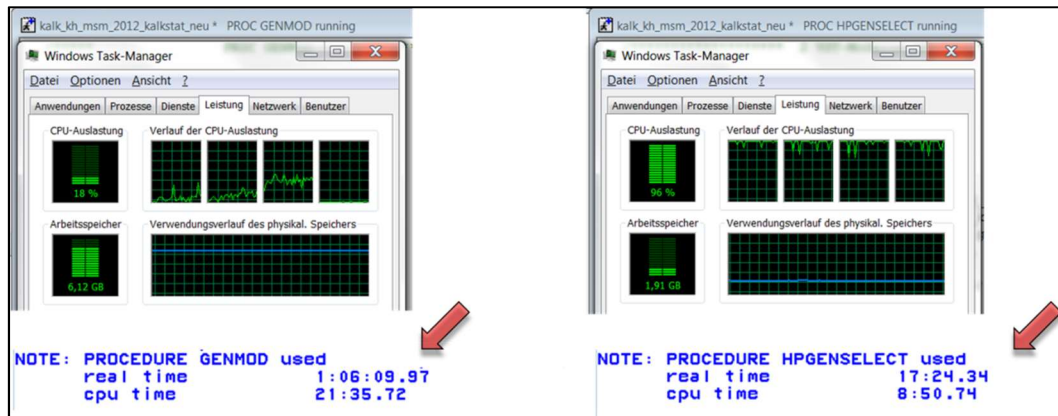 kalk_kh_msm_2012_kalkstat_neu * PROC GENMOD running
Windows Task-Manager
Datei Optionen Ansicht ?
Anwendungen Prozesse Dienste Leistung Netzwerk Benutzer
CPU-Auslastung Verlauf der CPU-Auslastung
18 %
Arbeitsspeicher Verwendungsverlauf des physikal. Speichers
6,12 GB
NOTE: PROCEDURE GENMOD used
real time 1:06:09.97
cpu time 21:35.72
kalk_kh_msm_2012_kalkstat_neu * PROC HPGENSELECT running
Windows Task-Manager
Datei Optionen Ansicht ?
Anwendungen Prozesse Dienste Leistung Netzwerk Benutzer
CPU-Auslastung Verlauf der CPU-Auslastung
96 %
Arbeitsspeicher Verwendungsverlauf des physikal. Speichers
1,91 GB
NOTE: PROCEDURE HPGENSELECT used
real time 17:24.34
cpu time 8:50.74